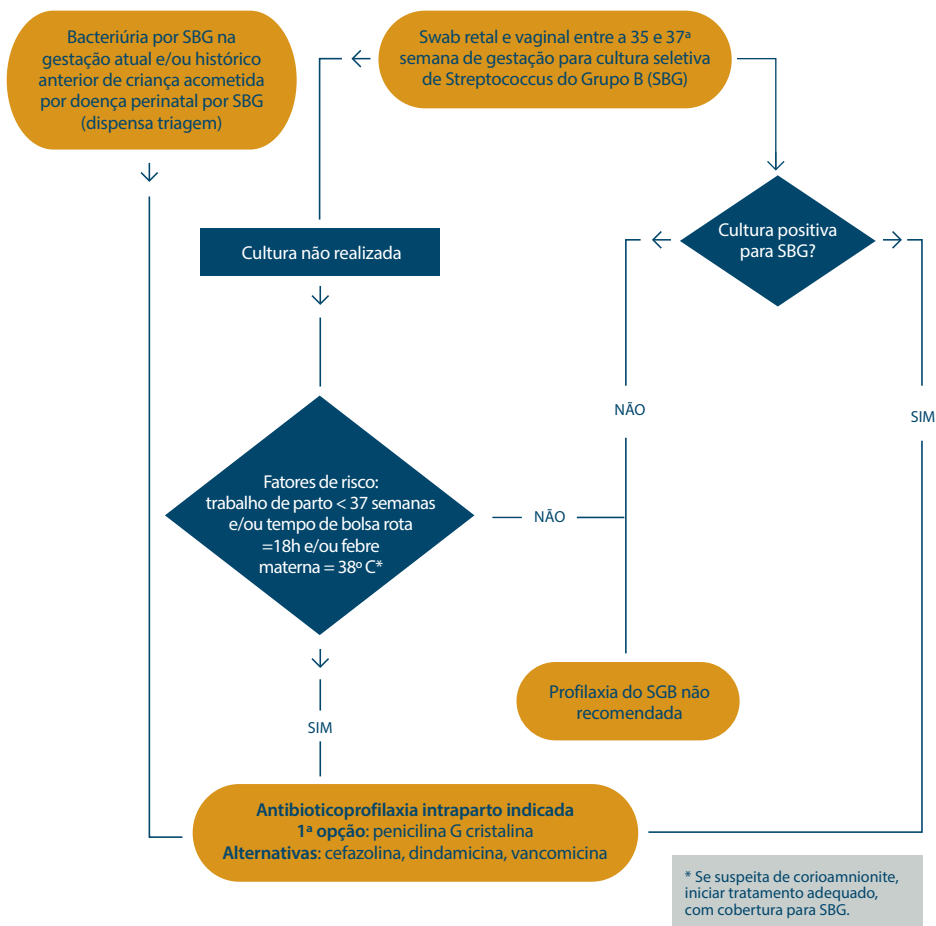 Bacteriúria por SBG na
gestação atual e/ou histórico
anterior de criança acometida
por doença perinatal por SBG
(dispensa triagem)
Swab retal e vaginal entre a 35 e 37ª
semana de gestação para cultura seletiva
de Streptococcus do Grupo B (SBG)
Cultura não realizada
Cultura positiva
para SBG?
NÃO
SIM
Fatores de risco:
trabalho de parto < 37 semanas
e/ou tempo de bolsa rota
=18h e/ou febre
materna = 38º C*
NÃO
Profilaxia do SGB não
recomendada
SIM
Antibioticoprofilaxia intraparto indicada
1ª opção: penicilina G cristalina
Alternativas: cefazolina, dindamicina, vancomicina
* Se suspeita de corioamnionite,
iniciar tratamento adequado,
com cobertura para SBG.